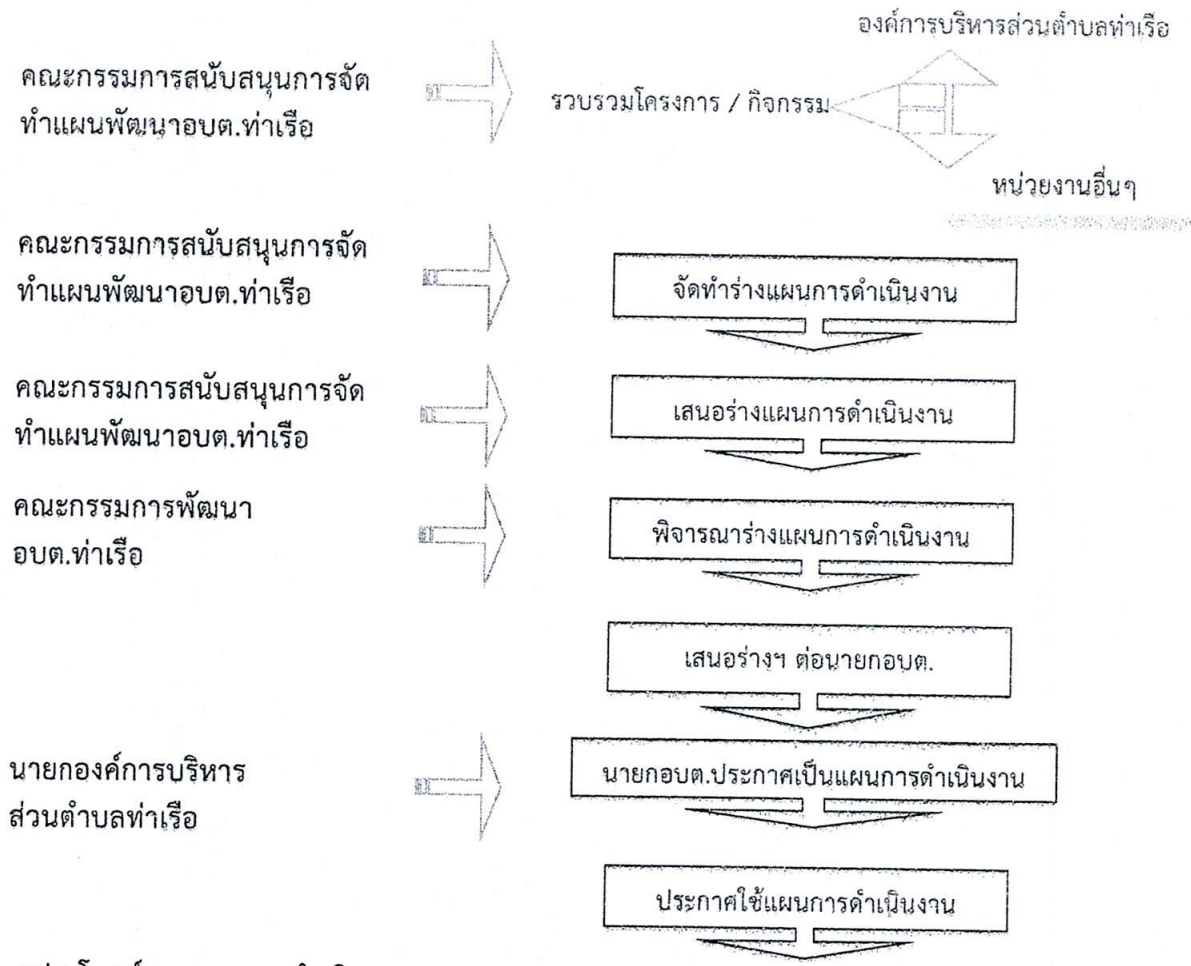 องค์การบริหารส่วนตำบลท่าเรือ
คณะกรรมการสนับสนุนการจัด
ทำแผนพัฒนาอบต.ท่าเรือ
รวบรวมโครงการ / กิจกรรม
หน่วยงานอื่นๆ
คณะกรรมการสนับสนุนการจัด
ทำแผนพัฒนาอบต.ท่าเรือ
จัดทำร่างแผนการดำเนินงาน
คณะกรรมการสนับสนุนการจัด
ทำแผนพัฒนาอบต.ท่าเรือ
เสนอร่างแผนการดำเนินงาน
คณะกรรมการพัฒนา
อบต.ท่าเรือ
พิจารณาร่างแผนการดำเนินงาน
เสนอร่างฯ ต่อนายกอบต.
นายกองค์การบริหาร
ส่วนตำบลท่าเรือ
นายกอบต.ประกาศเป็นแผนการดำเนินงาน
ประกาศใช้แผนการดำเนินงาน